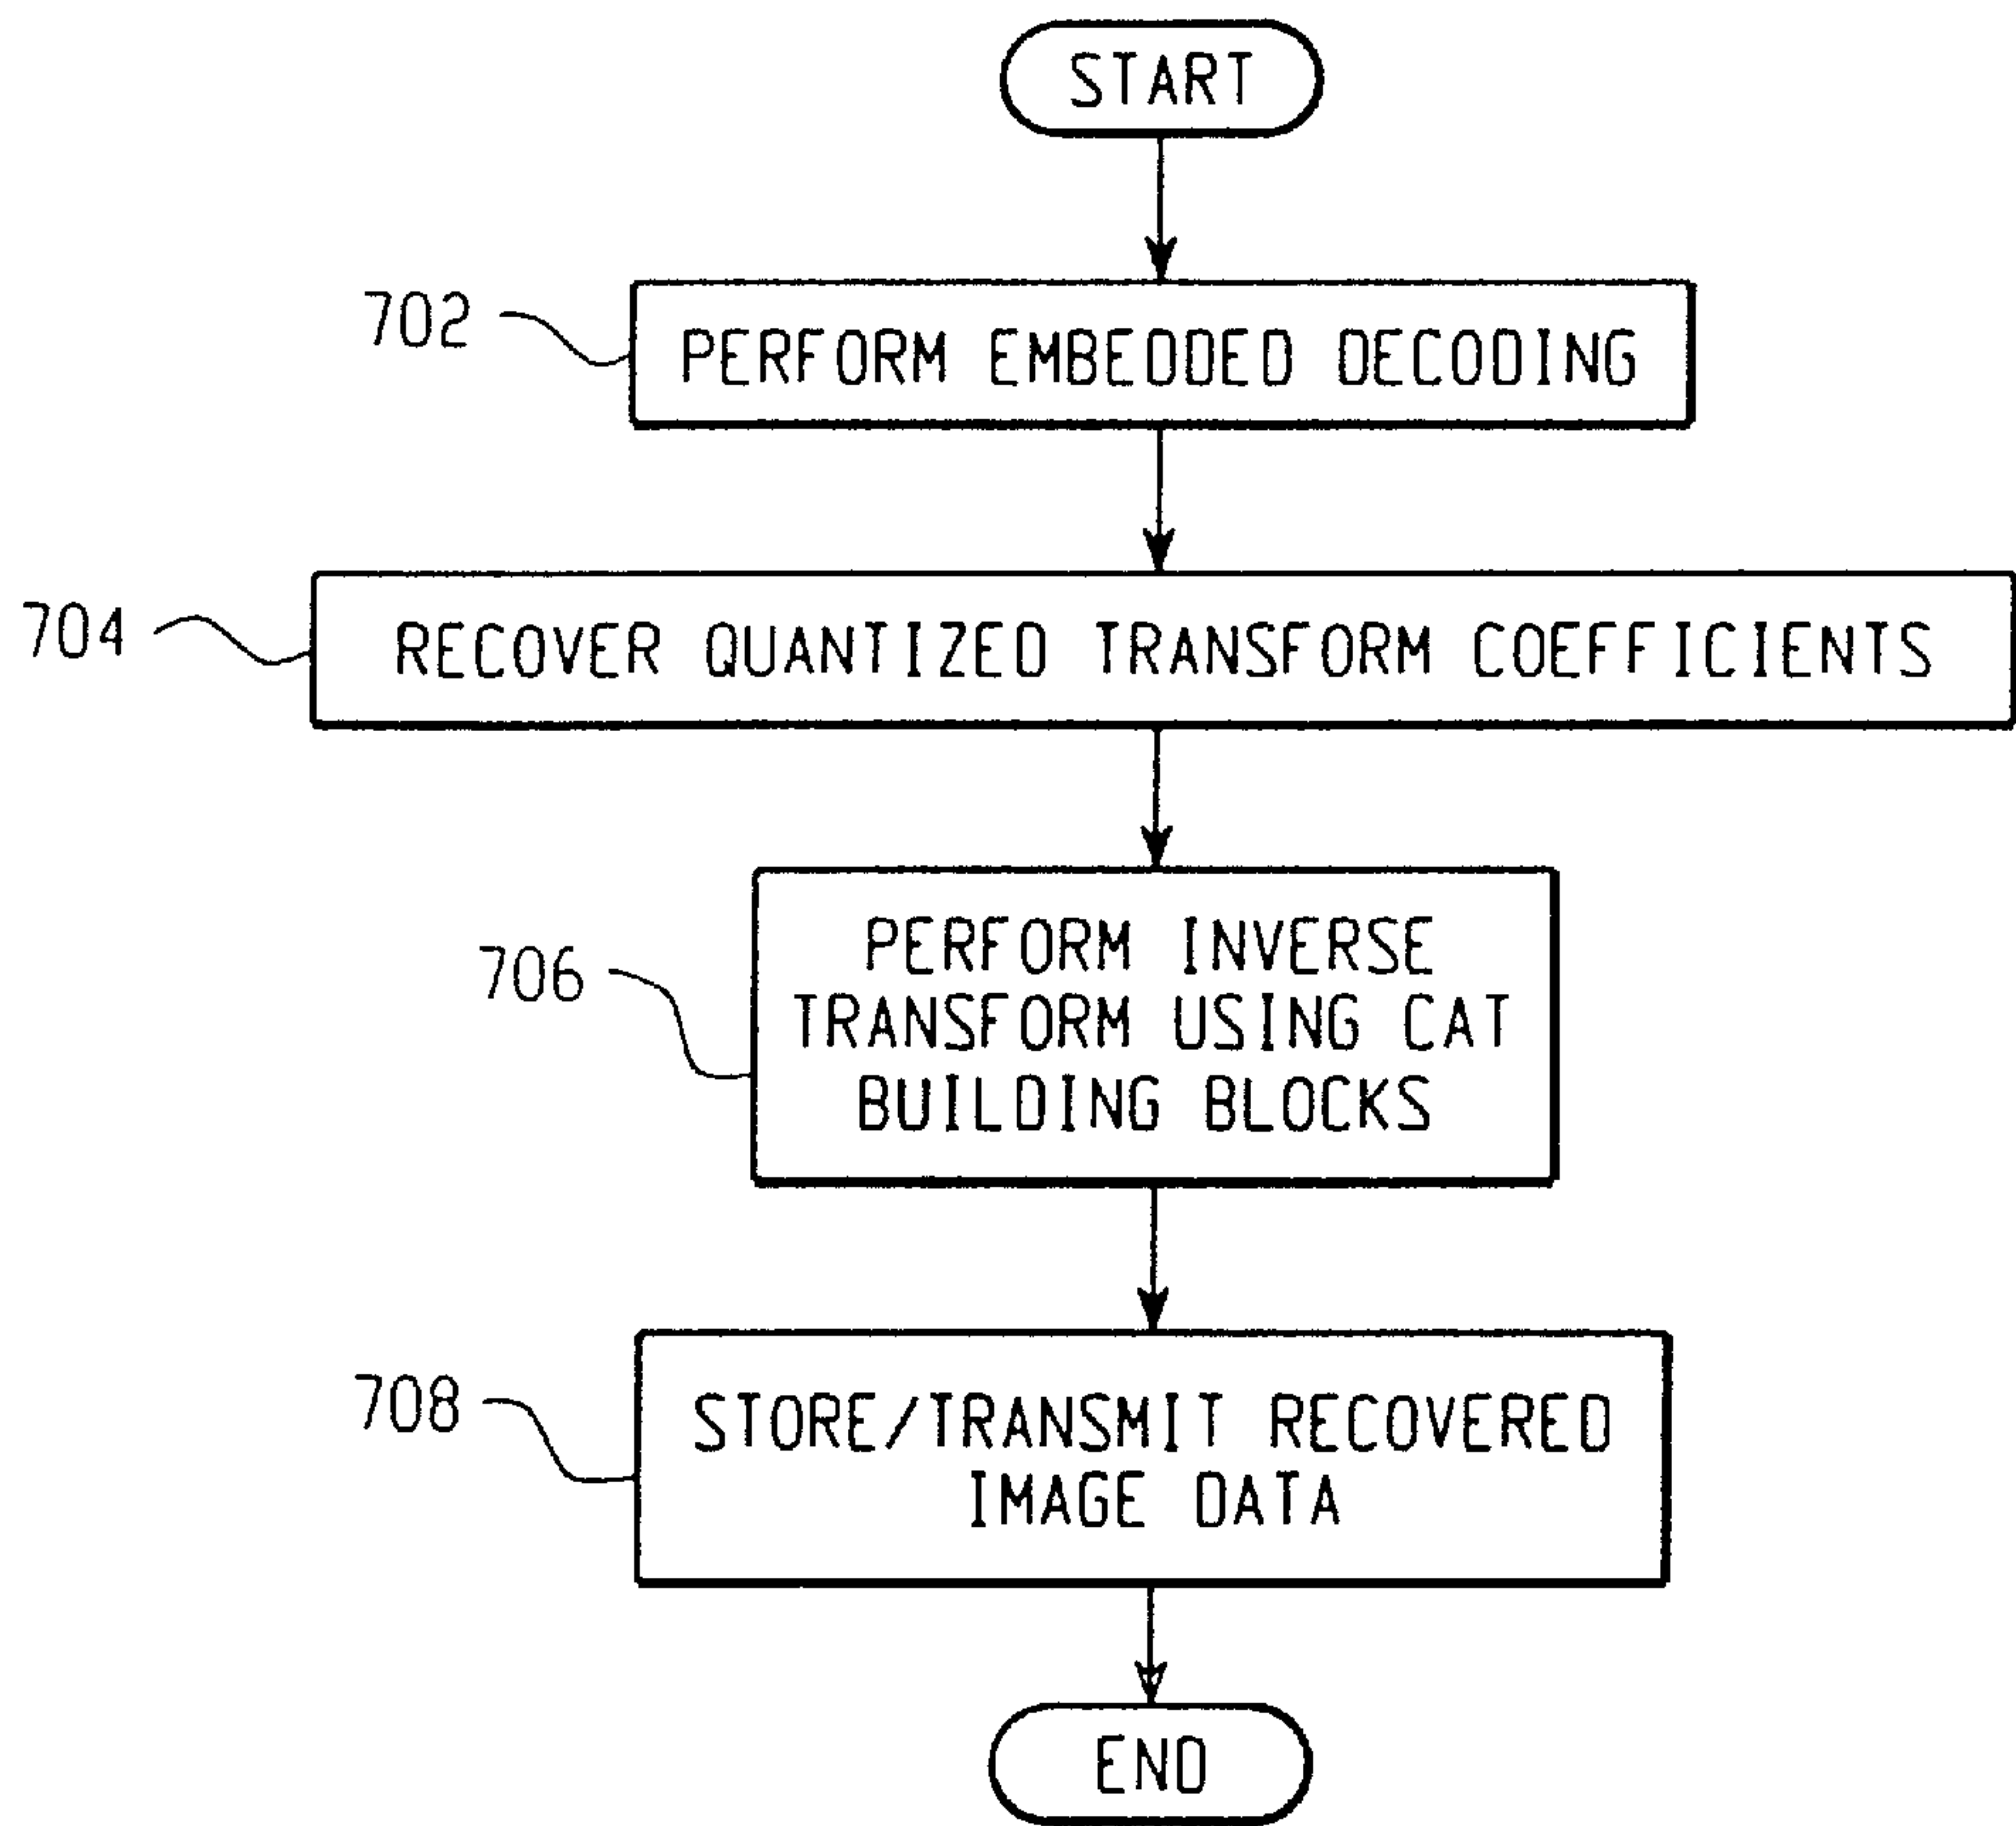 START
702
PERFORM EMBEDDED DECODING
704
RECOVER QUANTIZED TRANSFORM COEFFICIENTS
706
PERFORM INVERSE
TRANSFORM USING CAT
BUILDING BLOCKS
708
STORE/TRANSMIT RECOVERED
IMAGE DATA
END